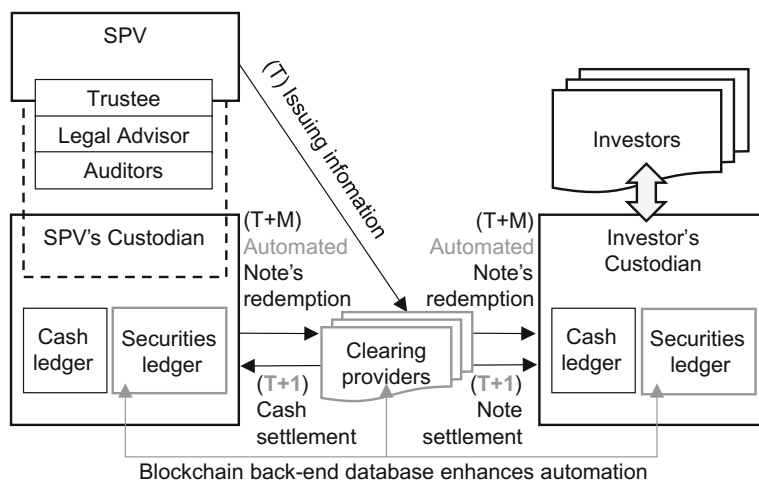 SPV
Trustee
Legal Advisor
Auditors
(T) Issuing infomation
Investors
SPV's Custodian
(T+M)
Automated
Note's
redemption
(T+M)
Automated
Note's
redemption
Investor's
Custodian
Cash
ledger
Securities
ledger
Clearing
providers
Cash
ledger
Securities
ledger
(T+1)
Cash
settlement
(T+1)
Note
settlement
Blockchain back-end database enhances automation